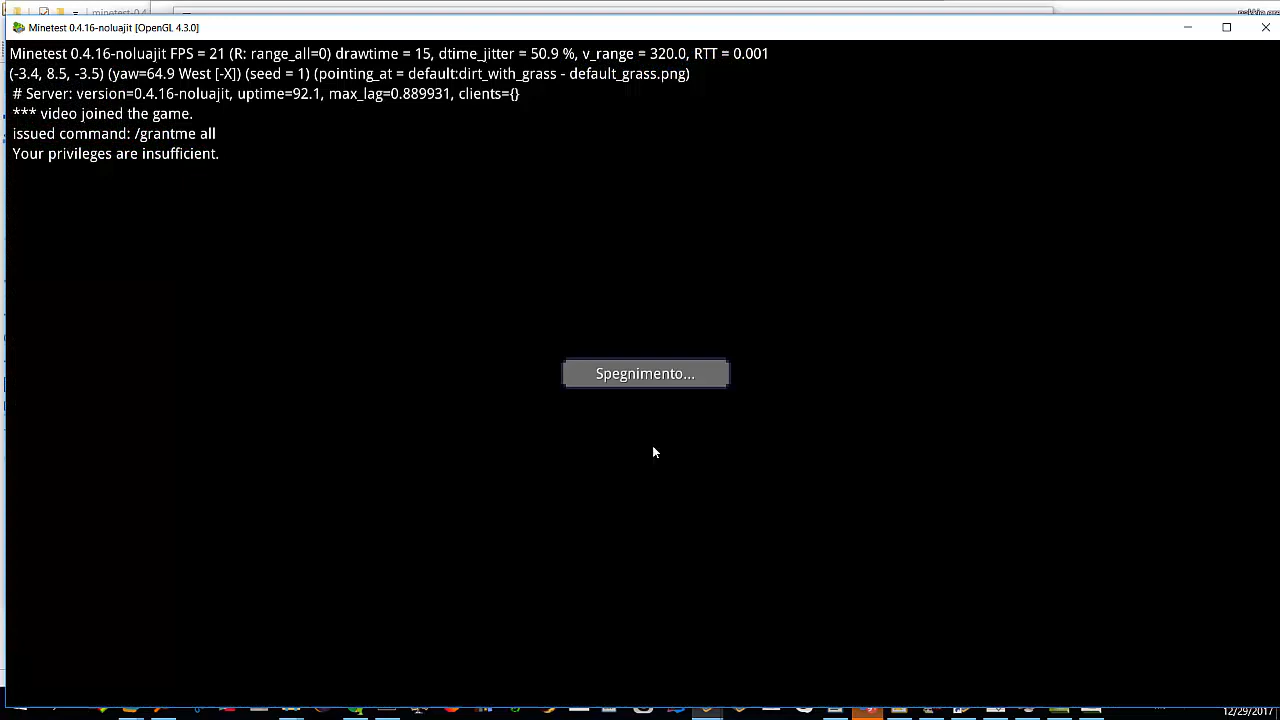 Minetest 0.4.16-noluajit [OpenGL 4.3.0]
Minetest 0.4.16-noluajit FPS = 21 (R: range_all=0) drawtime = 15, dtime_jitter = 50.9 %, v_range = 320.0, RTT = 0.001
(-3.4, 8.5, -3.5) (yaw=64.9 West [-X]) (seed = 1) (pointing_at = default:dirt_with_grass - default_grass.png)
# Server: version=0.4.16-noluajit, uptime=92.1, max_lag=0.889931, clients={}
*** video joined the game.
issued command: /grantme all
Your privileges are insufficient.
Spegnimento...
12/29/2017